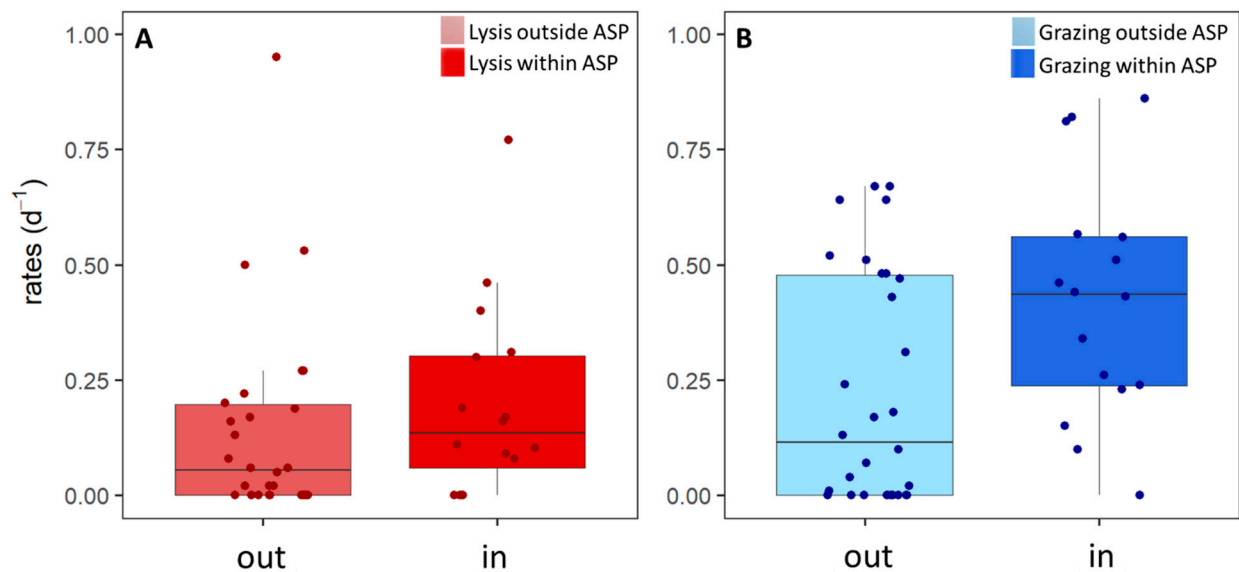 A
Lysis outside ASP
Lysis within ASP
1.00
0.75
0.50
0.25
0.00
rates (d⁻¹)
out
in
B
Grazing outside ASP
Grazing within ASP
1.00
0.75
0.50
0.25
0.00
out
in